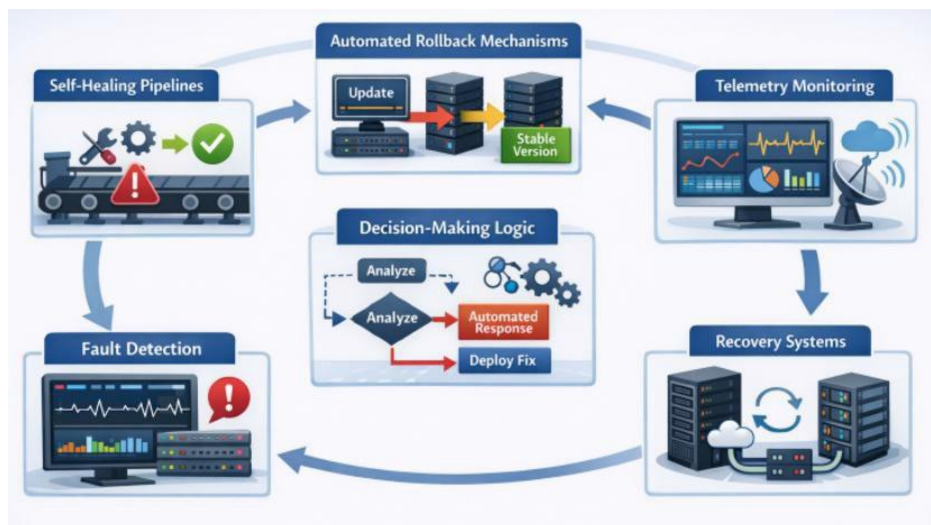 Automated Rollback Mechanisms
Update
Stable
Version
Self-Healing Pipelines
Telemetry Monitoring
Decision-Making Logic
Analyze
Analyze
Automated
Response
Deploy Fix
Fault Detection
Recovery Systems